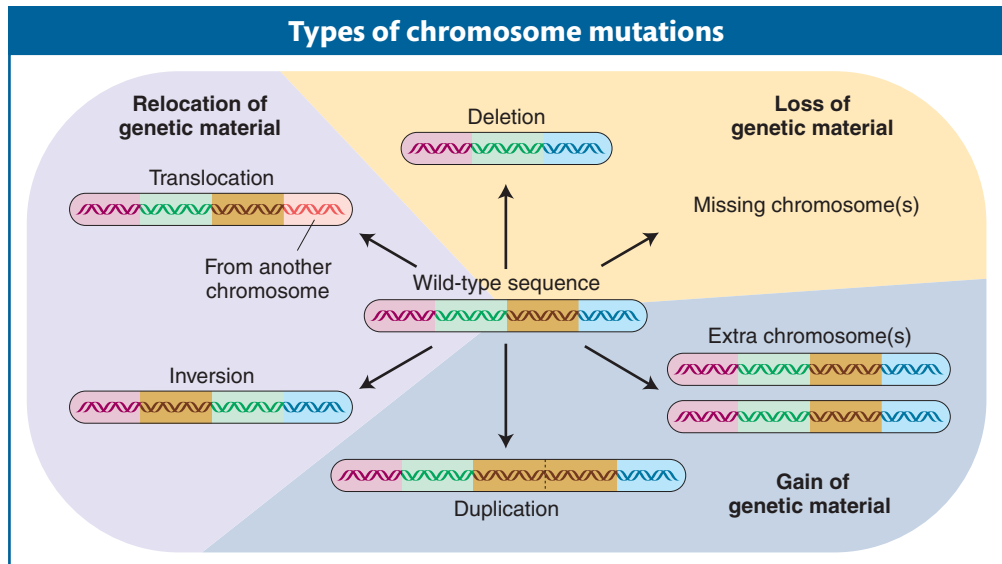 Types of chromosome mutations
Relocation of
genetic material
Deletion
Loss of
genetic material
Translocation
Missing chromosome(s)
From another
chromosome
Wild-type sequence
Extra chromosome(s)
Inversion
Duplication
Gain of
genetic material